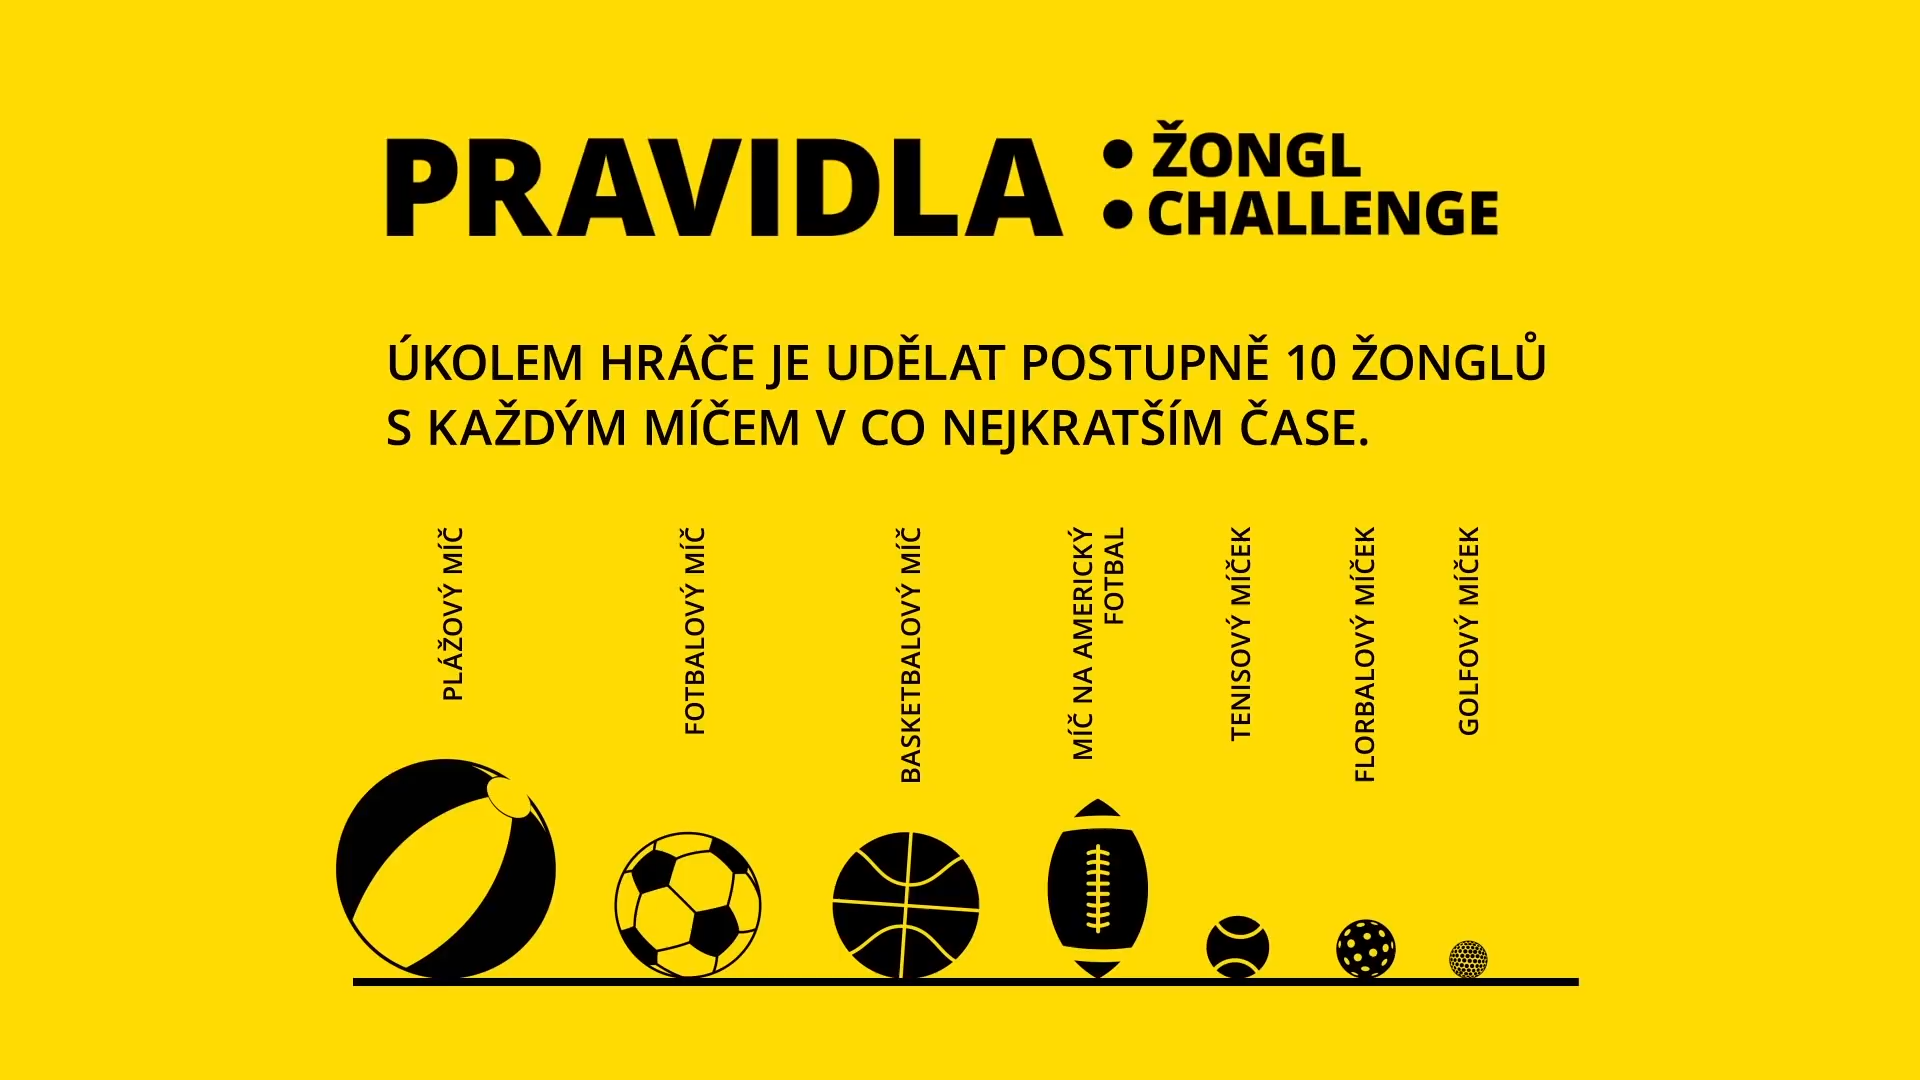 PRAVIDLA
: ŽONGL
CHALLENGE
ÚKOLEM HRÁČE JE UDĚLAT POSTUPNĚ 10 ŽONGLŮ
S KAŽDÝM MÍČEM V CO NEJKRATŠÍM ČASE.
PLÁŽOVÝ MÍČ
FOTBALOVÝ MÍČ
BASKETBALOVÝ MÍČ
MÍČ NA AMERICKÝ
FOTBAL
TENISOVÝ MÍČEK
FLORBALOVÝ MÍČEK
GOLFOVÝ MÍČEK